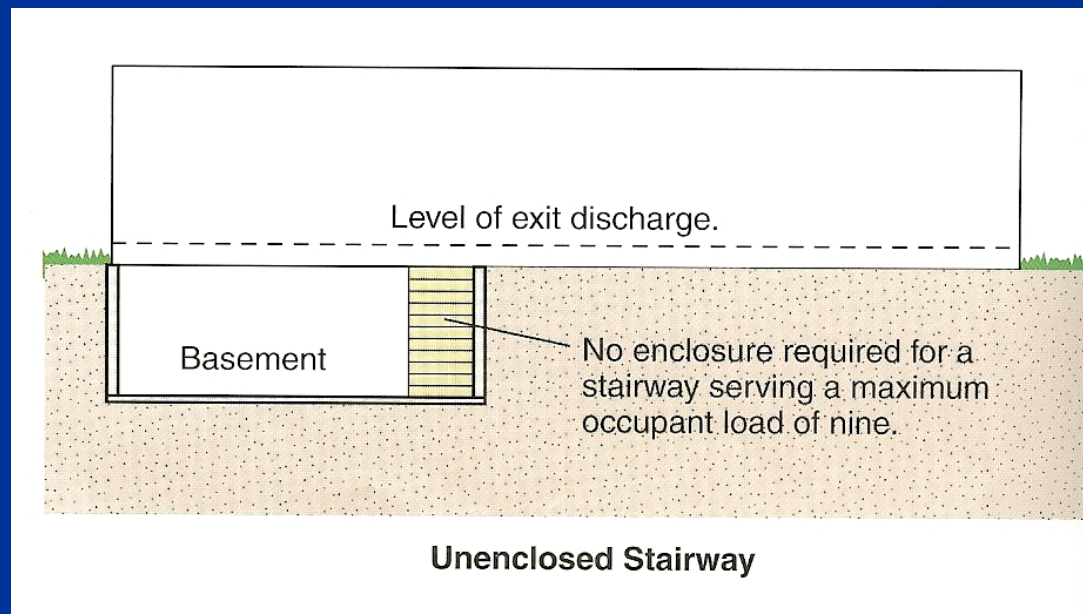 Level of exit discharge.
Basement
No enclosure required for a
stairway serving a maximum
occupant load of nine.
Unenclosed Stairway